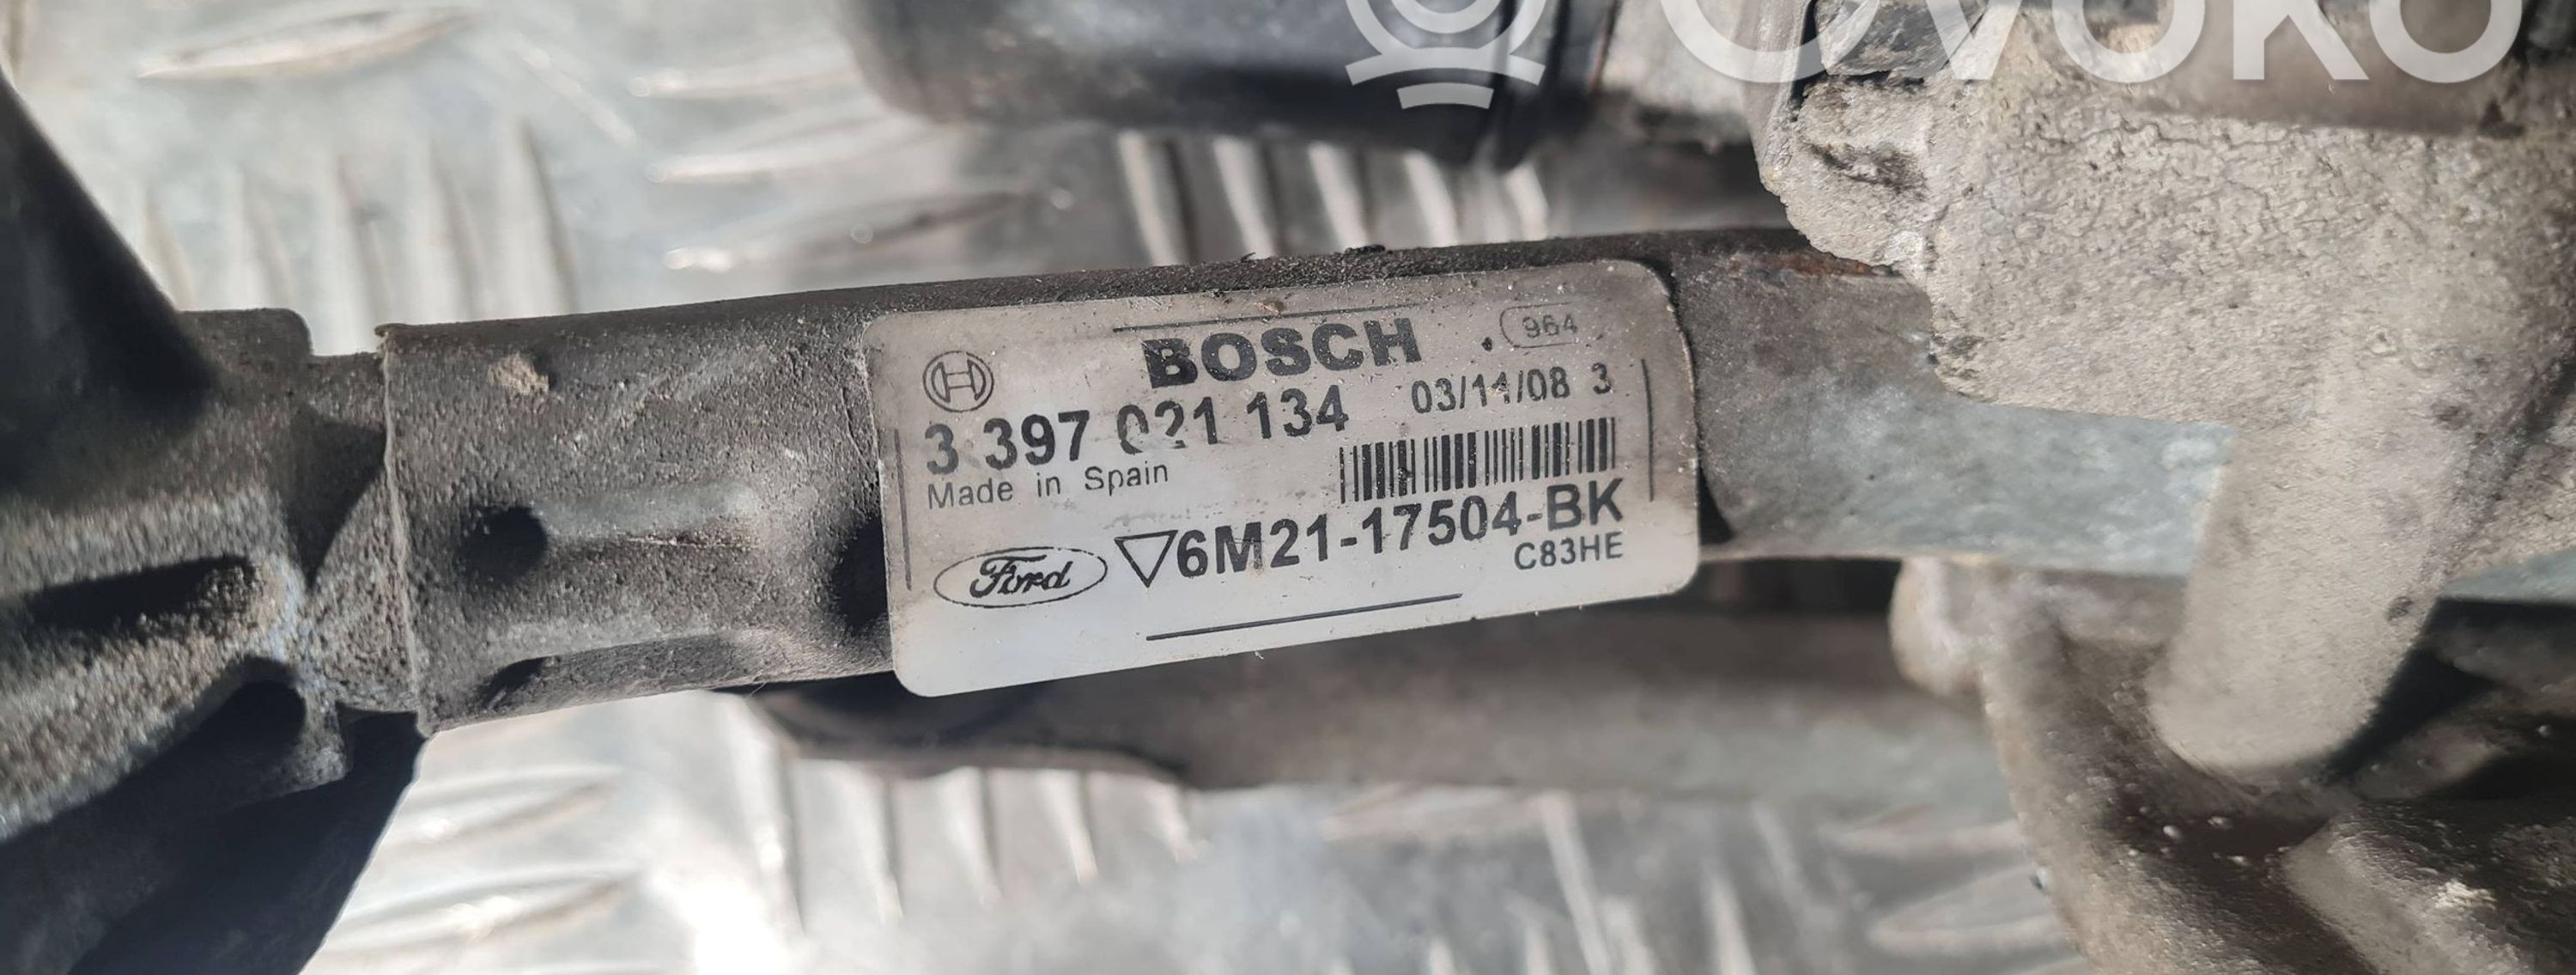 Ovoko
BOSCH
964
3 397 021 134
03/11/08 3
Made in Spain
Ford
▽6M21-17504-BK
C83HE